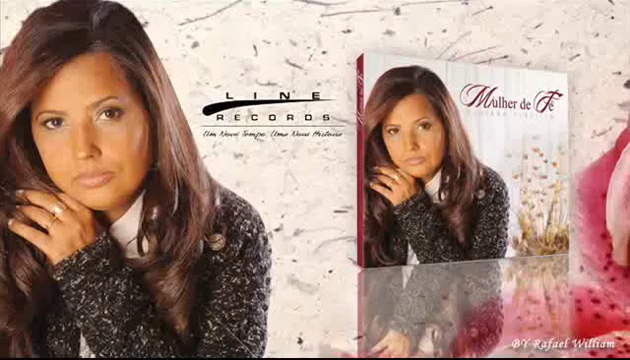 LINE
RECORDS
Um Novo Tempo. Uma Nova História
Mulher de Fé
BY Rafael William